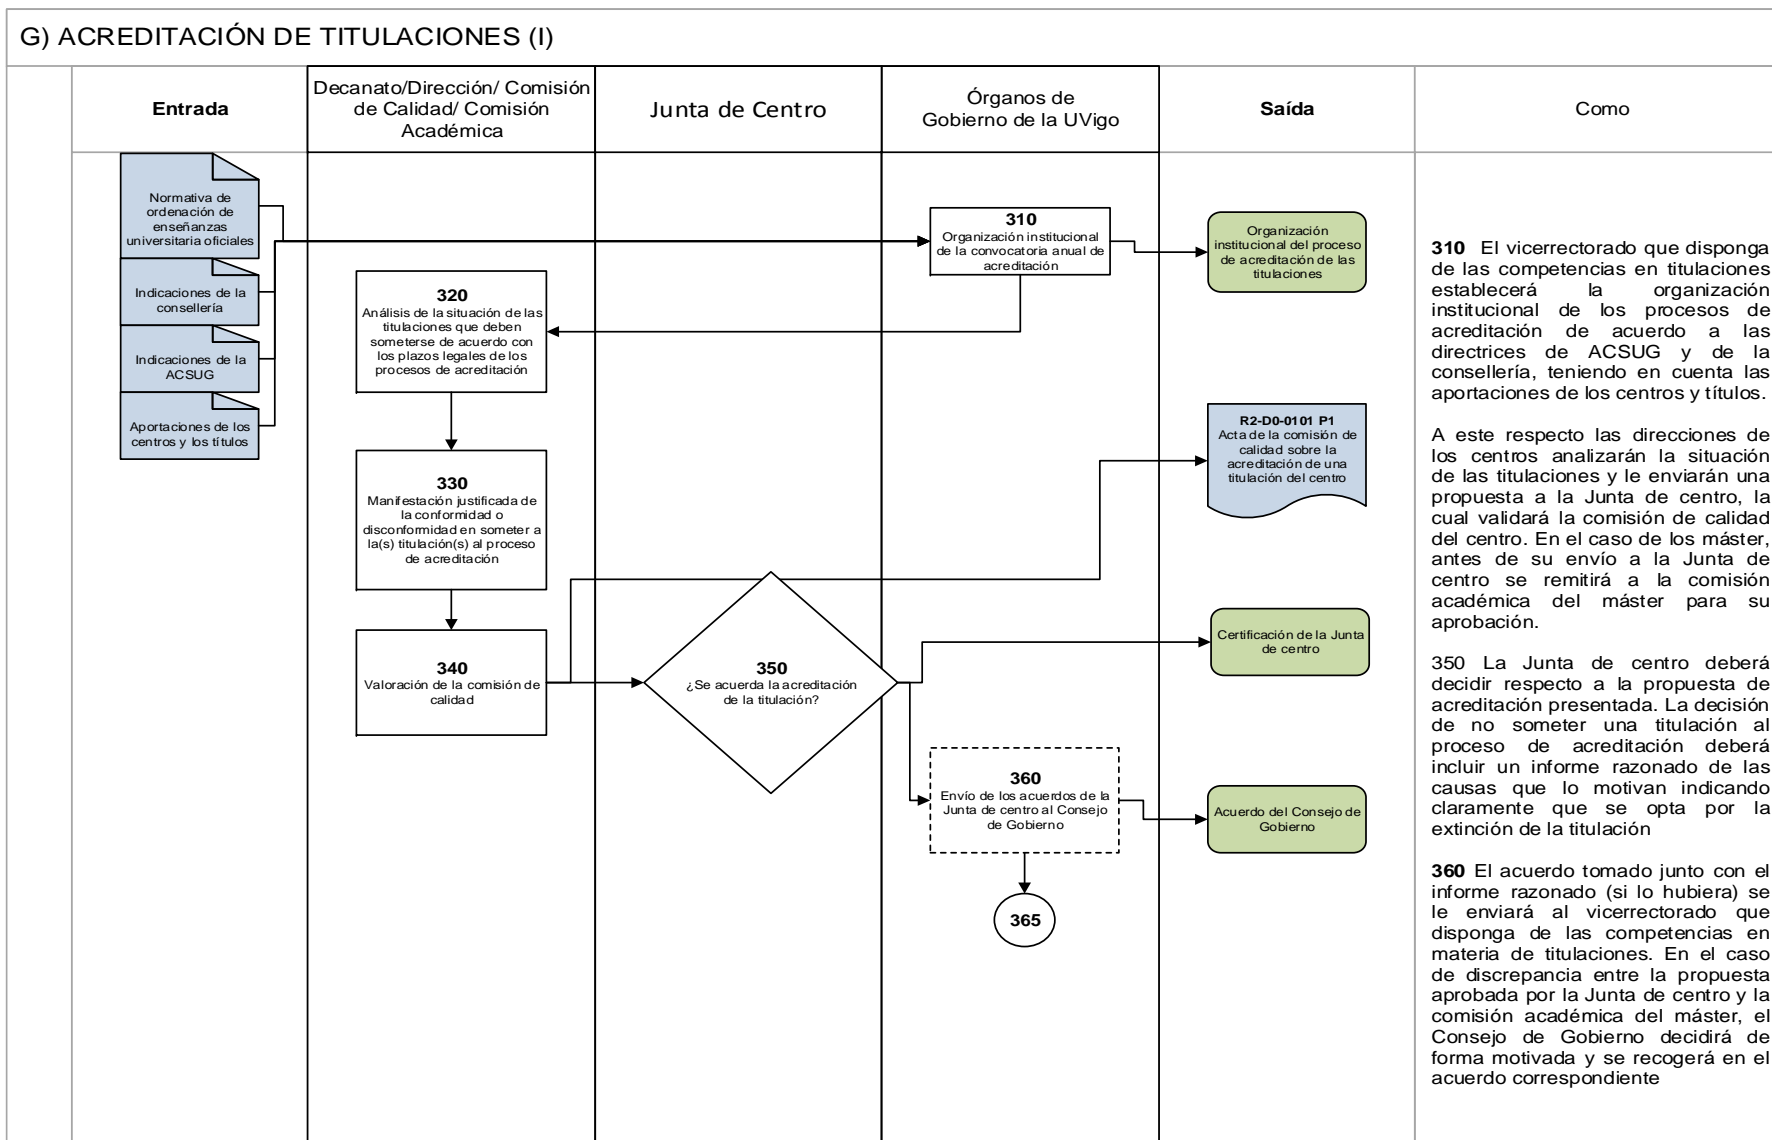 G) ACREDITACIÓN DE TITULACIONES (I)
Entrada
Decanato/Dirección/ Comisión
de Calidad/ Comisión
Académica
Junta de Centro
Órganos de
Gobierno de la UVigo
Saída
Como
Normativa de
ordenación de
enseñanzas
universitaria oficiales
Indicaciones de la
consellería
Indicaciones de la
ACSUG
Aportaciones de los
centros y los títulos
320
Análisis de la situación de las
titulaciones que deben
someterse de acuerdo con
los plazos legales de los
procesos de acreditación
330
Manifestación justificada de
la conformidad o
disconformidad en someter a
la(s) titulación(s) al proceso
de acreditación
340
Valoración de la comisión de
calidad
350
¿Se acuerda la acreditación
de la titulación?
310
Organización institucional
de la convocatoria anual de
acreditación
360
Envío de los acuerdos de la
Junta de centro al Consejo
de Gobierno
365
Organización
institucional del proceso
de acreditación de las
titulaciones
R2-D0-0101 P1
Acta de la comisión de
calidad sobre la
acreditación de una
titulación del centro
Certificación de la Junta
de centro
Acuerdo del Consejo de
Gobierno
310 El vicerrectorado que disponga
de las competencias en titulaciones
establecerá la organización
institucional de los procesos de
acreditación de acuerdo a las
directrices de ACSUG y de la
consellería, teniendo en cuenta las
aportaciones de los centros y títulos.
A este respecto las direcciones de
los centros analizarán la situación
de las titulaciones y le enviarán una
propuesta a la Junta de centro, la
cual validará la comisión de calidad
del centro. En el caso de los máster,
antes de su envío a la Junta de
centro se remitirá a la comisión
académica del máster para su
aprobación.
350 La Junta de centro deberá
decidir respecto a la propuesta de
acreditación presentada. La decisión
de no someter una titulación al
proceso de acreditación deberá
incluir un informe razonado de las
causas que lo motivan indicando
claramente que se opta por la
extinción de la titulación
360 El acuerdo tomado junto con el
informe razonado (si lo hubiera) se
le enviará al vicerrectorado que
disponga de las competencias en
materia de titulaciones. En el caso
de discrepancia entre la propuesta
aprobada por la Junta de centro y la
comisión académica del máster, el
Consejo de Gobierno decidirá de
forma motivada y se recogerá en el
acuerdo correspondiente